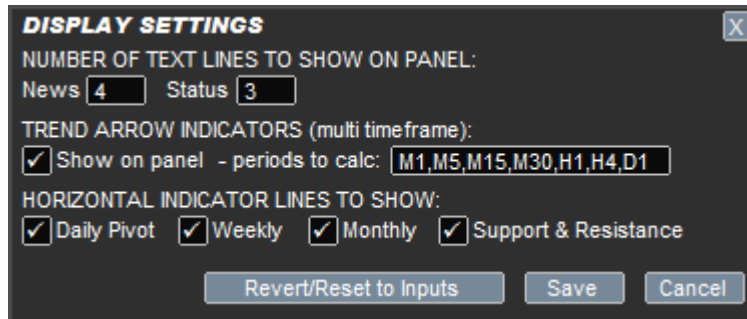 DISPLAY SETTINGS X
NUMBER OF TEXT LINES TO SHOW ON PANEL:
News 4 Status 3
TREND ARROW INDICATORS (multi timeframe):
Show on panel - periods to calc: M1,M5,M15,M30,H1,H4,D1
HORIZONTAL INDICATOR LINES TO SHOW:
Daily Pivot Weekly Monthly Support & Resistance
Revert/Reset to Inputs Save Cancel